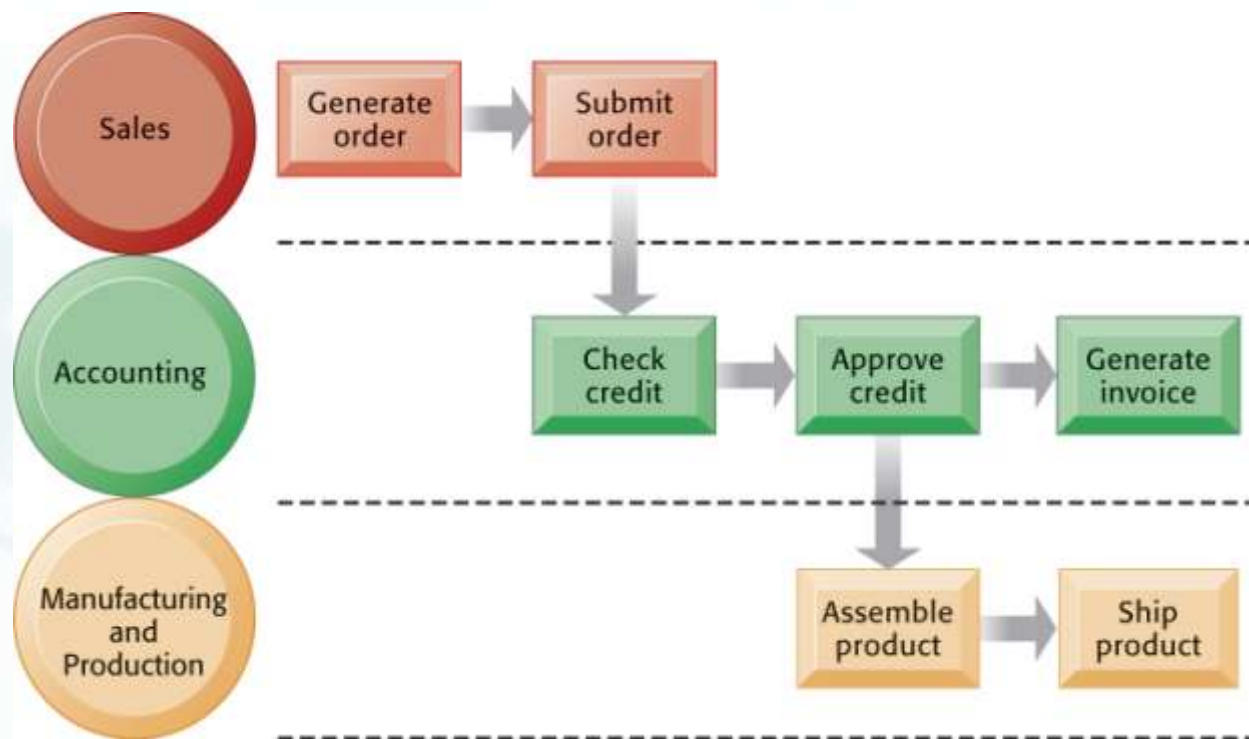 Sales
Generate
order
Submit
order
Accounting
Check
credit
Approve
credit
Generate
invoice
Manufacturing
and
Production
Assemble
product
Ship
product